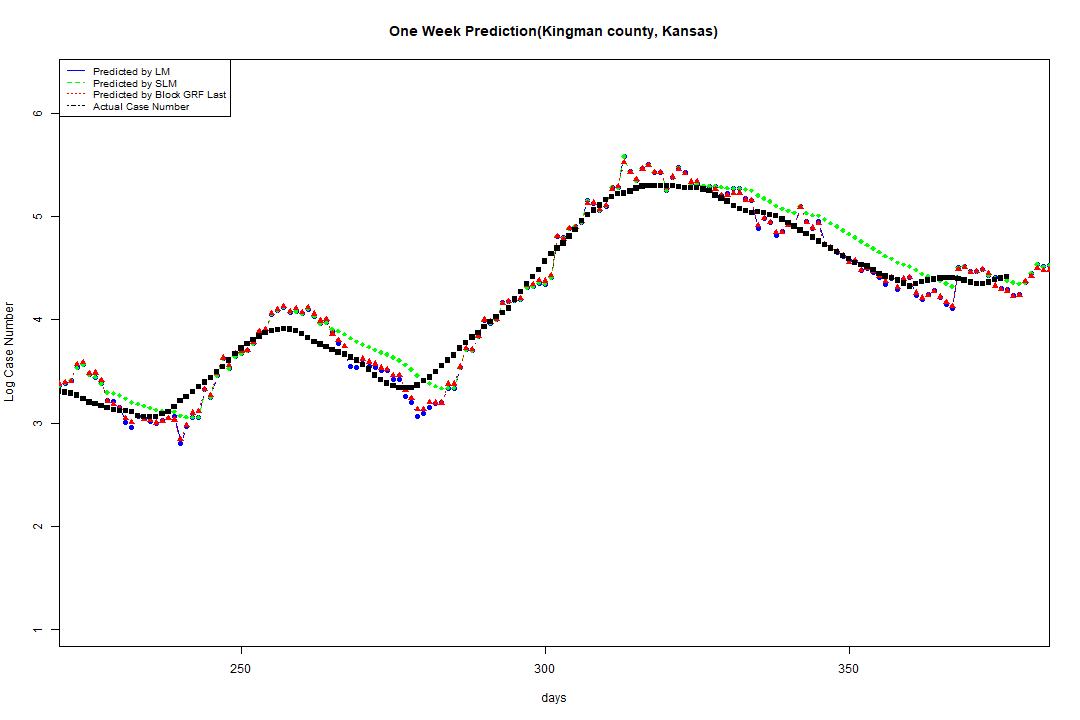 One Week Prediction(Kingman county, Kansas)
Predicted by LM
Predicted by SLM
Predicted by Block GRF Last
Actual Case Number
6
5
4
3
2
1
Log Case Number
250
300
350
days